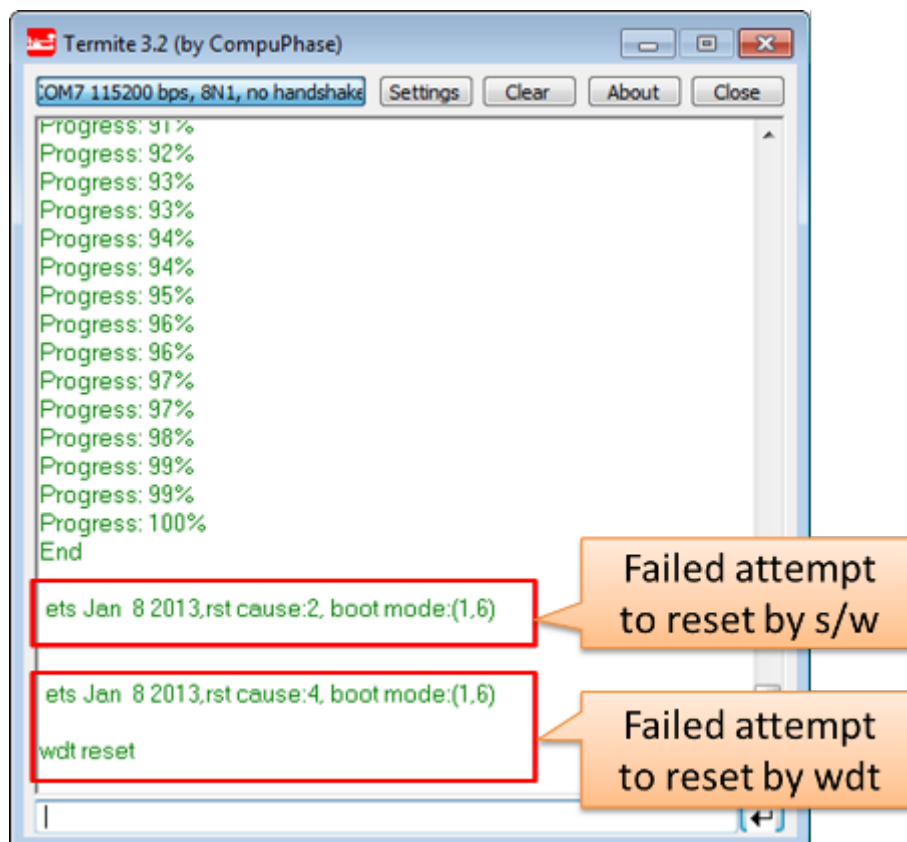 Termite 3.2 (by CompuPhase)
COM7 115200 bps, 8N1, no handshake Settings Clear About Close
Progress: 91%
Progress: 92%
Progress: 93%
Progress: 93%
Progress: 94%
Progress: 94%
Progress: 95%
Progress: 96%
Progress: 96%
Progress: 97%
Progress: 97%
Progress: 98%
Progress: 99%
Progress: 99%
Progress: 100%
End
ets Jan 8 2013,rst cause:2, boot mode:(1,6)
Failed attempt
to reset by s/w
ets Jan 8 2013,rst cause:4, boot mode:(1,6)
wdt reset
Failed attempt
to reset by wdt